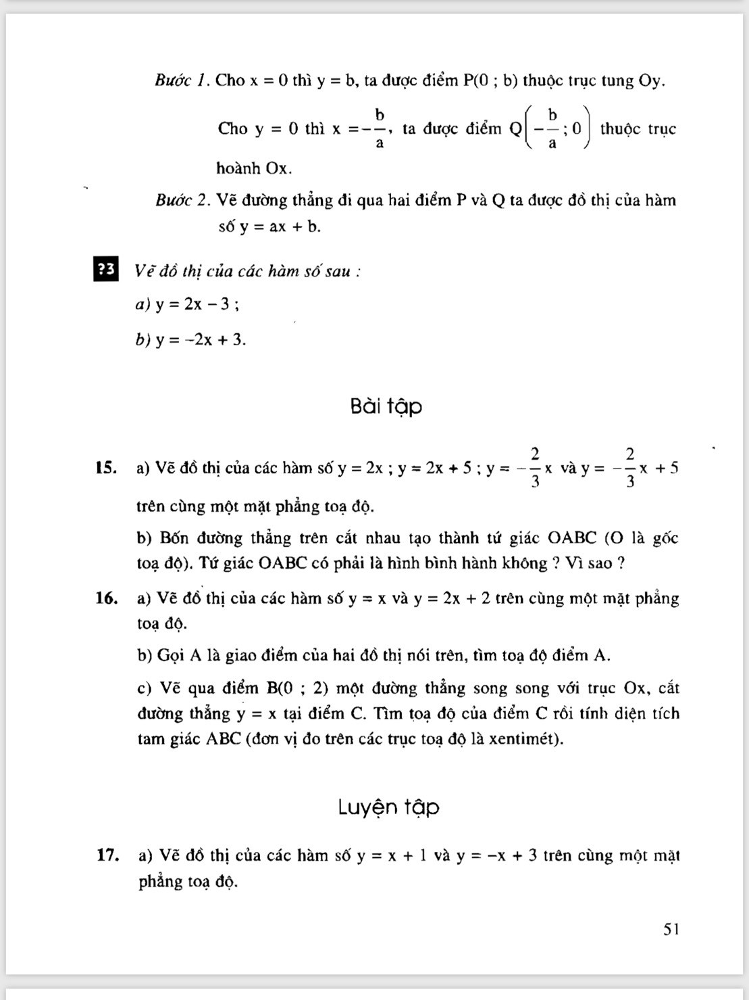 Bước 1. Cho x = 0 thì y = b, ta được điểm P(0 ; b) thuộc trục tung Oy.
Cho y = 0 thì x = −b/a, ta được điểm Q(−b/a ; 0) thuộc trục
hoành Ox.
Bước 2. Vẽ đường thẳng đi qua hai điểm P và Q ta được đồ thị của hàm
số y = ax + b.
?3 Vẽ đồ thị của các hàm số sau :
a) y = 2x − 3 ;
b) y = −2x + 3.
Bài tập
15. a) Vẽ đồ thị của các hàm số y = 2x ; y = 2x + 5 ; y = −2/3x và y = −2/3x + 5
trên cùng một mặt phẳng toạ độ.
b) Bốn đường thẳng trên cắt nhau tạo thành tứ giác OABC (O là gốc
toạ độ). Tứ giác OABC có phải là hình bình hành không ? Vì sao ?
16. a) Vẽ đồ thị của các hàm số y = x và y = 2x + 2 trên cùng một mặt phẳng
toạ độ.
b) Gọi A là giao điểm của hai đồ thị nói trên, tìm toạ độ điểm A.
c) Vẽ qua điểm B(0 ; 2) một đường thẳng song song với trục Ox, cắt
đường thẳng y = x tại điểm C. Tìm toạ độ của điểm C rồi tính diện tích
tam giác ABC (đơn vị đo trên các trục toạ độ là xentimét).
Luyện tập
17. a) Vẽ đồ thị của các hàm số y = x + 1 và y = −x + 3 trên cùng một mặt
phẳng toạ độ.
51